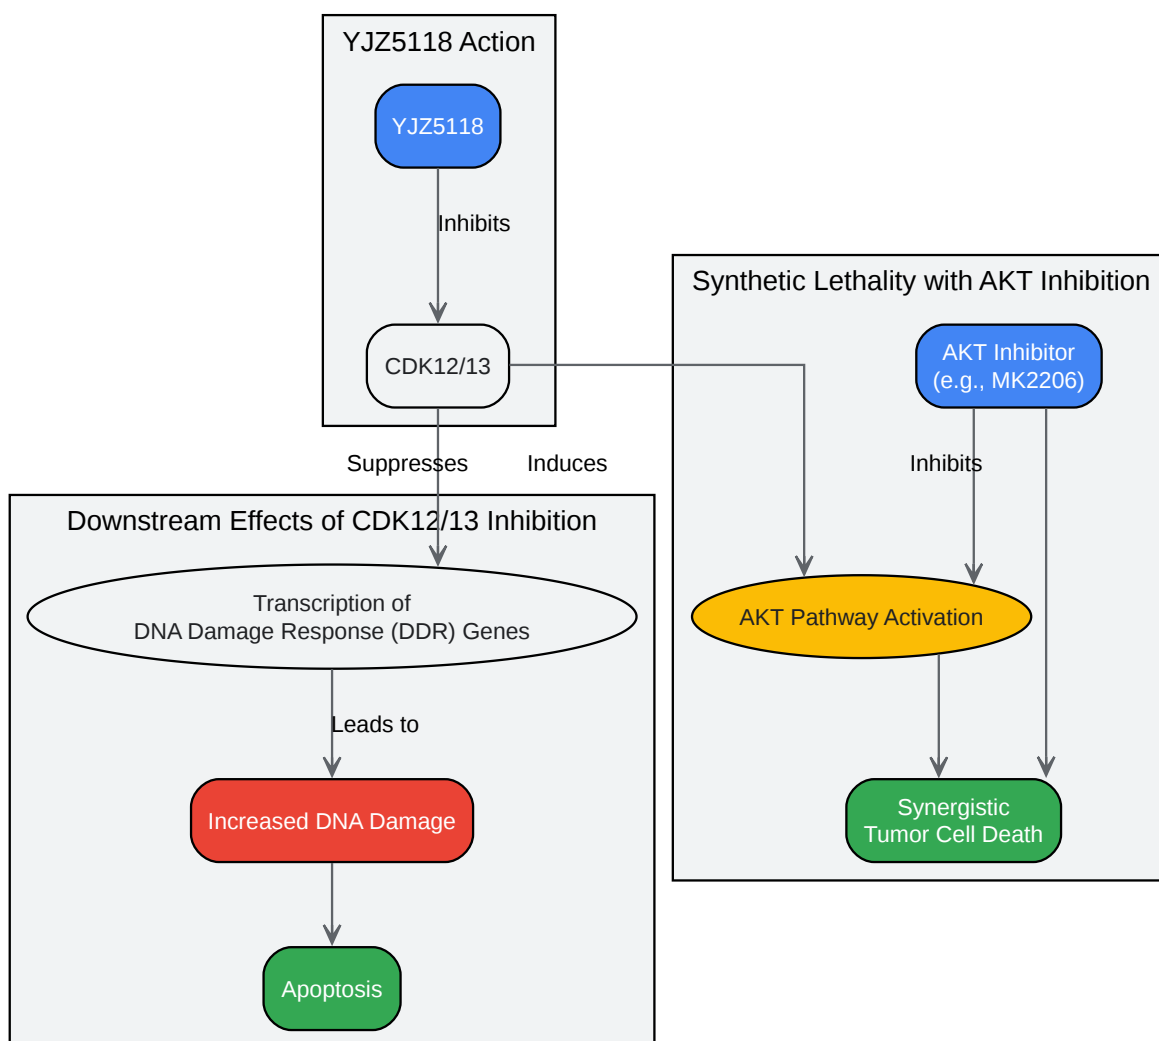 YJZ5118 Action
YJZ5118
Inhibits
CDK12/13
Suppresses
Induces
Synthetic Lethality with AKT Inhibition
AKT Inhibitor
(e.g., MK2206)
Inhibits
AKT Pathway Activation
Synergistic
Tumor Cell Death
Downstream Effects of CDK12/13 Inhibition
Transcription of
DNA Damage Response (DDR) Genes
Leads to
Increased DNA Damage
Apoptosis